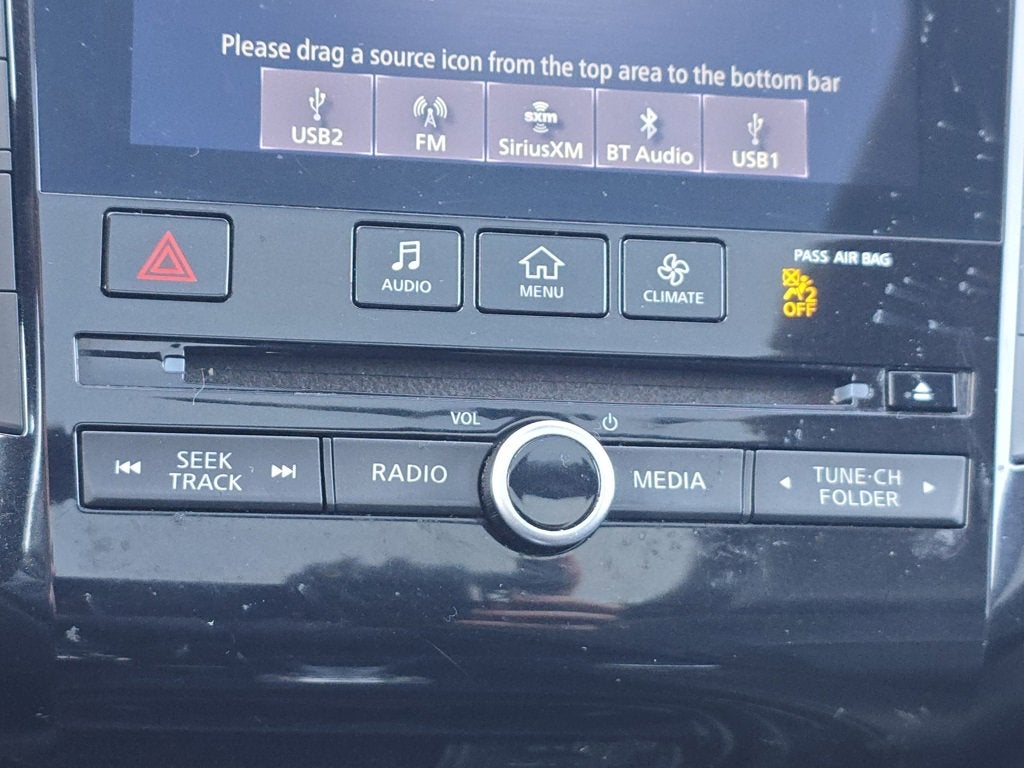 Please drag a source icon from the top area to the bottom bar
USB2
FM
sxm
SiriusXM
BT Audio
USB1
AUDIO
MENU
CLIMATE
PASS AIR BAG
2
OFF
VOL
SEEK
TRACK
RADIO
MEDIA
TUNE·CH
FOLDER